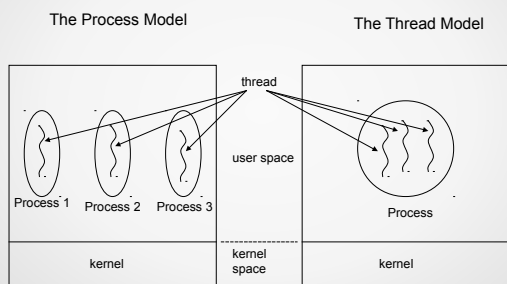 The Process Model
The Thread Model
thread
user space
Process 1
Process 2
Process 3
Process
kernel
kernel
space
kernel